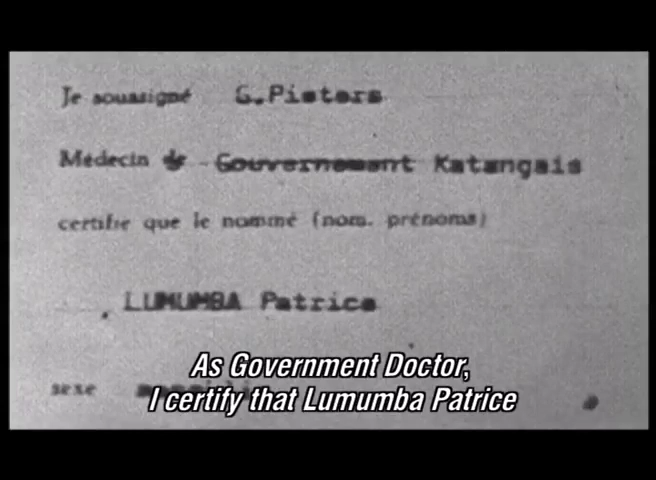 Je soussigné G.Pieters
Médecin de Gouvernement Katangais
certifie que le nommé (nom. prénoms)
LUMUMBA Patrice
As Government Doctor,
sexe
I certify that Lumumba Patrice